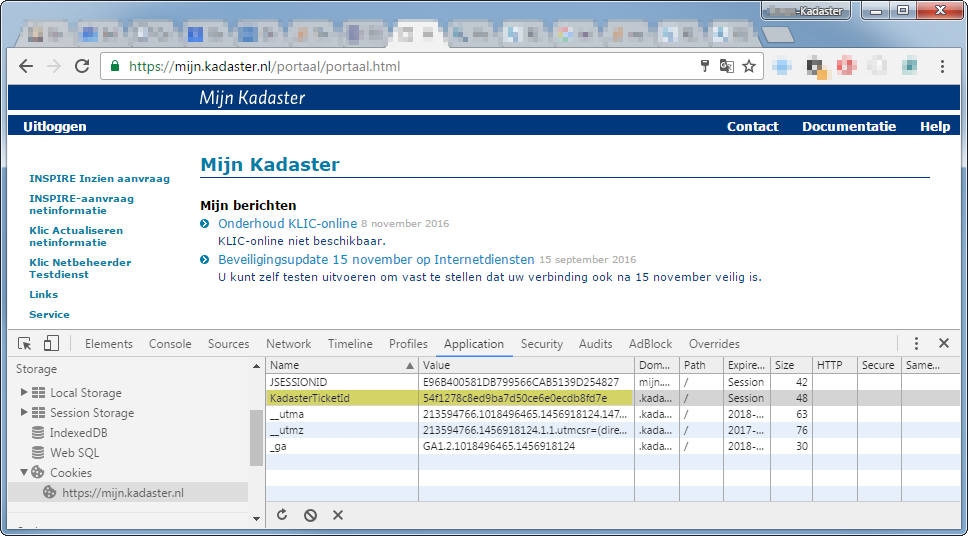 -Kadaster
https://mijn.kadaster.nl/portaal/portaal.html
Mijn Kadaster
Uitloggen Contact Documentatie Help
Mijn Kadaster
INSPIRE Inzien aanvraag
INSPIRE-aanvraag
netinformatie
Klic Actualiseren
netinformatie
Klic Netbeheerder
Testdienst
Links
Service
Mijn berichten
Onderhoud KLIC-online 8 november 2016
KLIC-online niet beschikbaar.
Beveiligingsupdate 15 november op Internetdiensten 15 september 2016
U kunt zelf testen uitvoeren om vast te stellen dat uw verbinding ook na 15 november veilig is.
Elements Console Sources Network Timeline Profiles Application Security Audits AdBlock Overrides
Storage
Local Storage
Session Storage
IndexedDB
Web SQL
Cookies
https://mijn.kadaster.nl
Name Value Dom... Path Expire... Size HTTP Secure Same...
JSESSIONID E96B400581DB799566CAB5139D254827 mijn.... / Session 42
KadasterTicketId 54f1278c8ed9ba7d50ce6e0ecdb8fd7e .kada... / Session 48
__utma 213594766.1018496465.1456918124.147... .kada... / 2018-... 63
__utmz 213594766.1456918124.1.1.utmcsr=(dire... .kada... / 2017-... 76
_ga GA1.2.1018496465.1456918124 .kada... / 2018-... 30